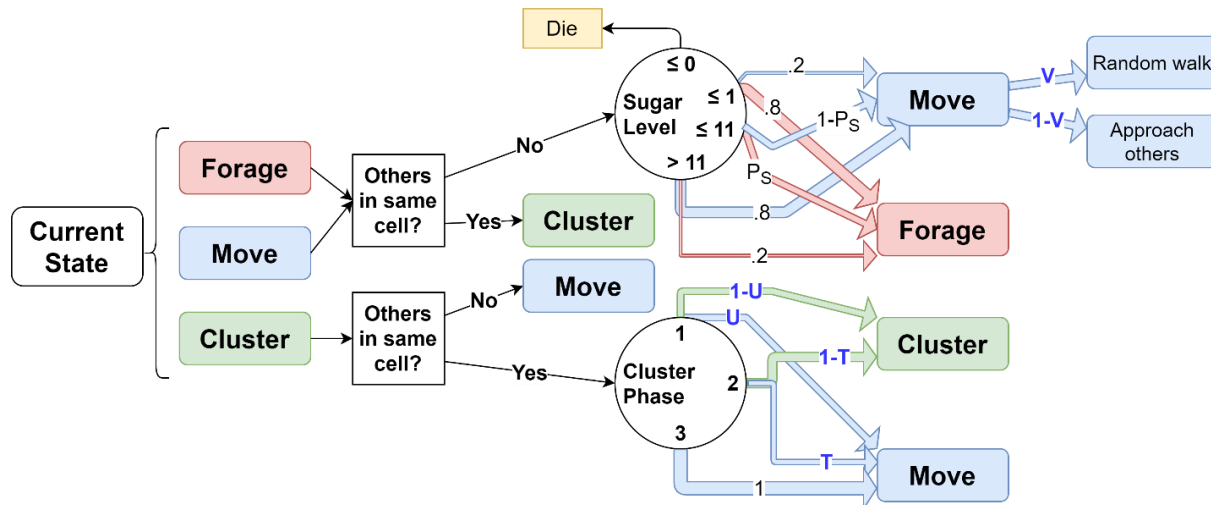 Die
≤ 0
≤ 1
Sugar
Level
≤ 11
> 11
.2
.8
1-PS
PS
.8
.2
Move
V
1-V
Random walk
Approach
others
Forage
Current
State
Forage
Move
Cluster
Others
in same
cell?
No
Yes
Cluster
Others
in same
cell?
No
Yes
Move
1
Cluster
Phase
2
3
1-U
U
1-T
T
1
Cluster
Move